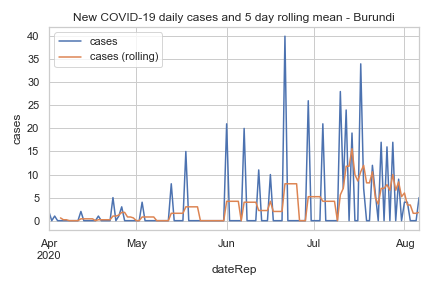 New COVID-19 daily cases and 5 day rolling mean - Burundi
cases
cases (rolling)
40
35
30
25
20
15
10
5
0
cases
Apr
2020
May
Jun
Jul
Aug
dateRep